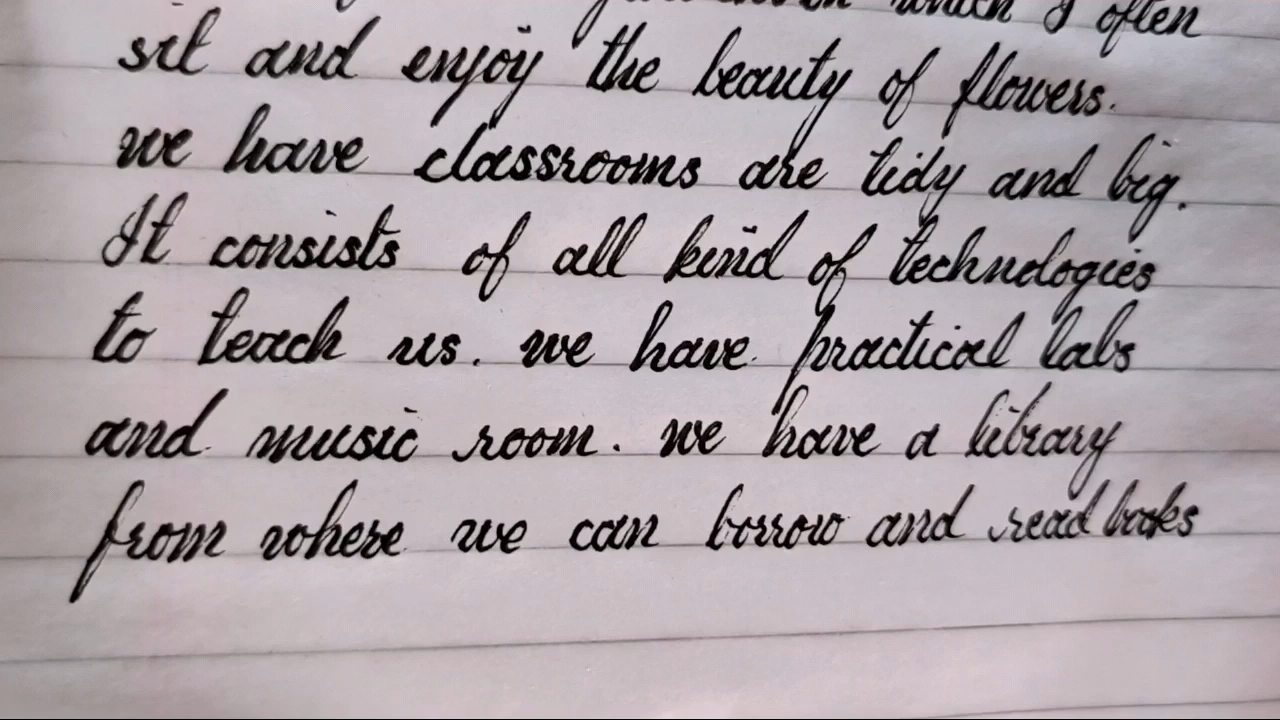 which I often
sit and enjoy the beauty of flowers.
we have classrooms are tidy and big.
It consists of all kind of technologies
to teach us. we have practical labs
and music room. we have a library
from where we can borrow and read books